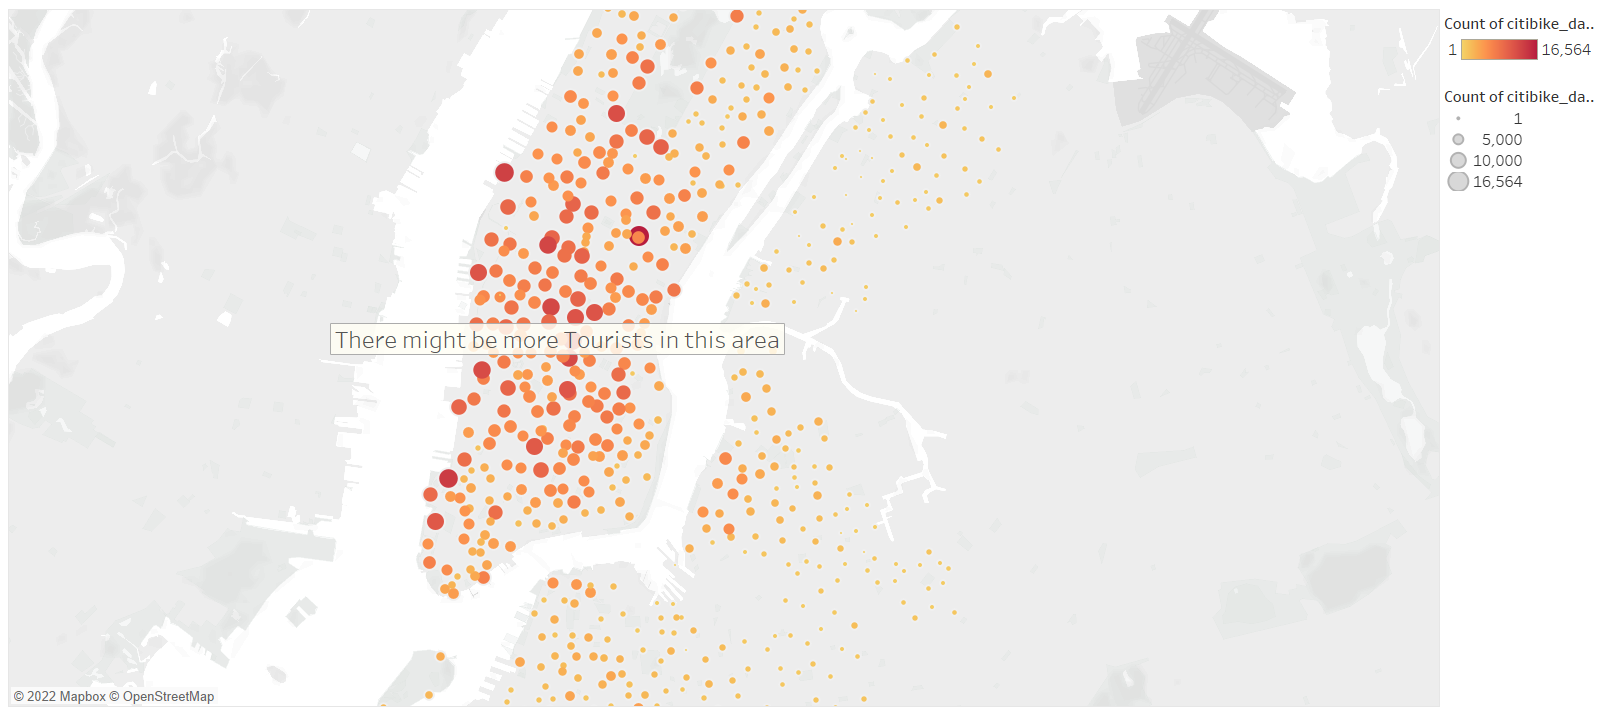 Count of citibike_da..
1 16,564
Count of citibike_da..
1
5,000
10,000
16,564
There might be more Tourists in this area
© 2022 Mapbox © OpenStreetMap